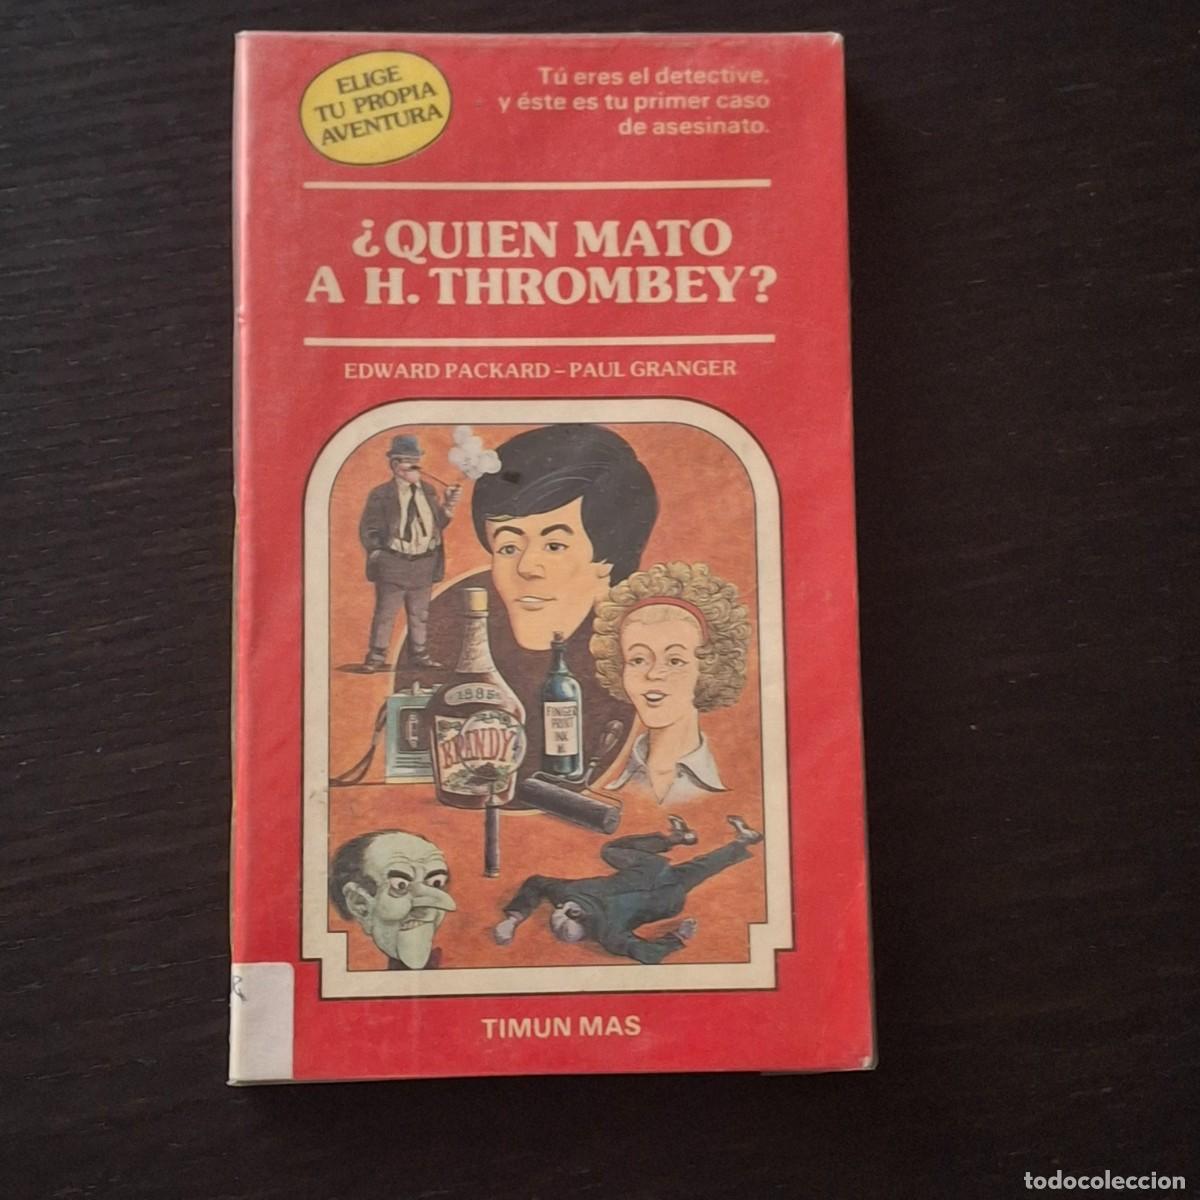 ELIGE
TU PROPIA
AVENTURA
Tú eres el detective,
y éste es tu primer caso
de asesinato.
¿QUIEN MATO
A H. THROMBEY?
EDWARD PACKARD – PAUL GRANGER
1885
BRANDY
FINGER
PRINT
INK
TIMUN MAS
todocoleccion